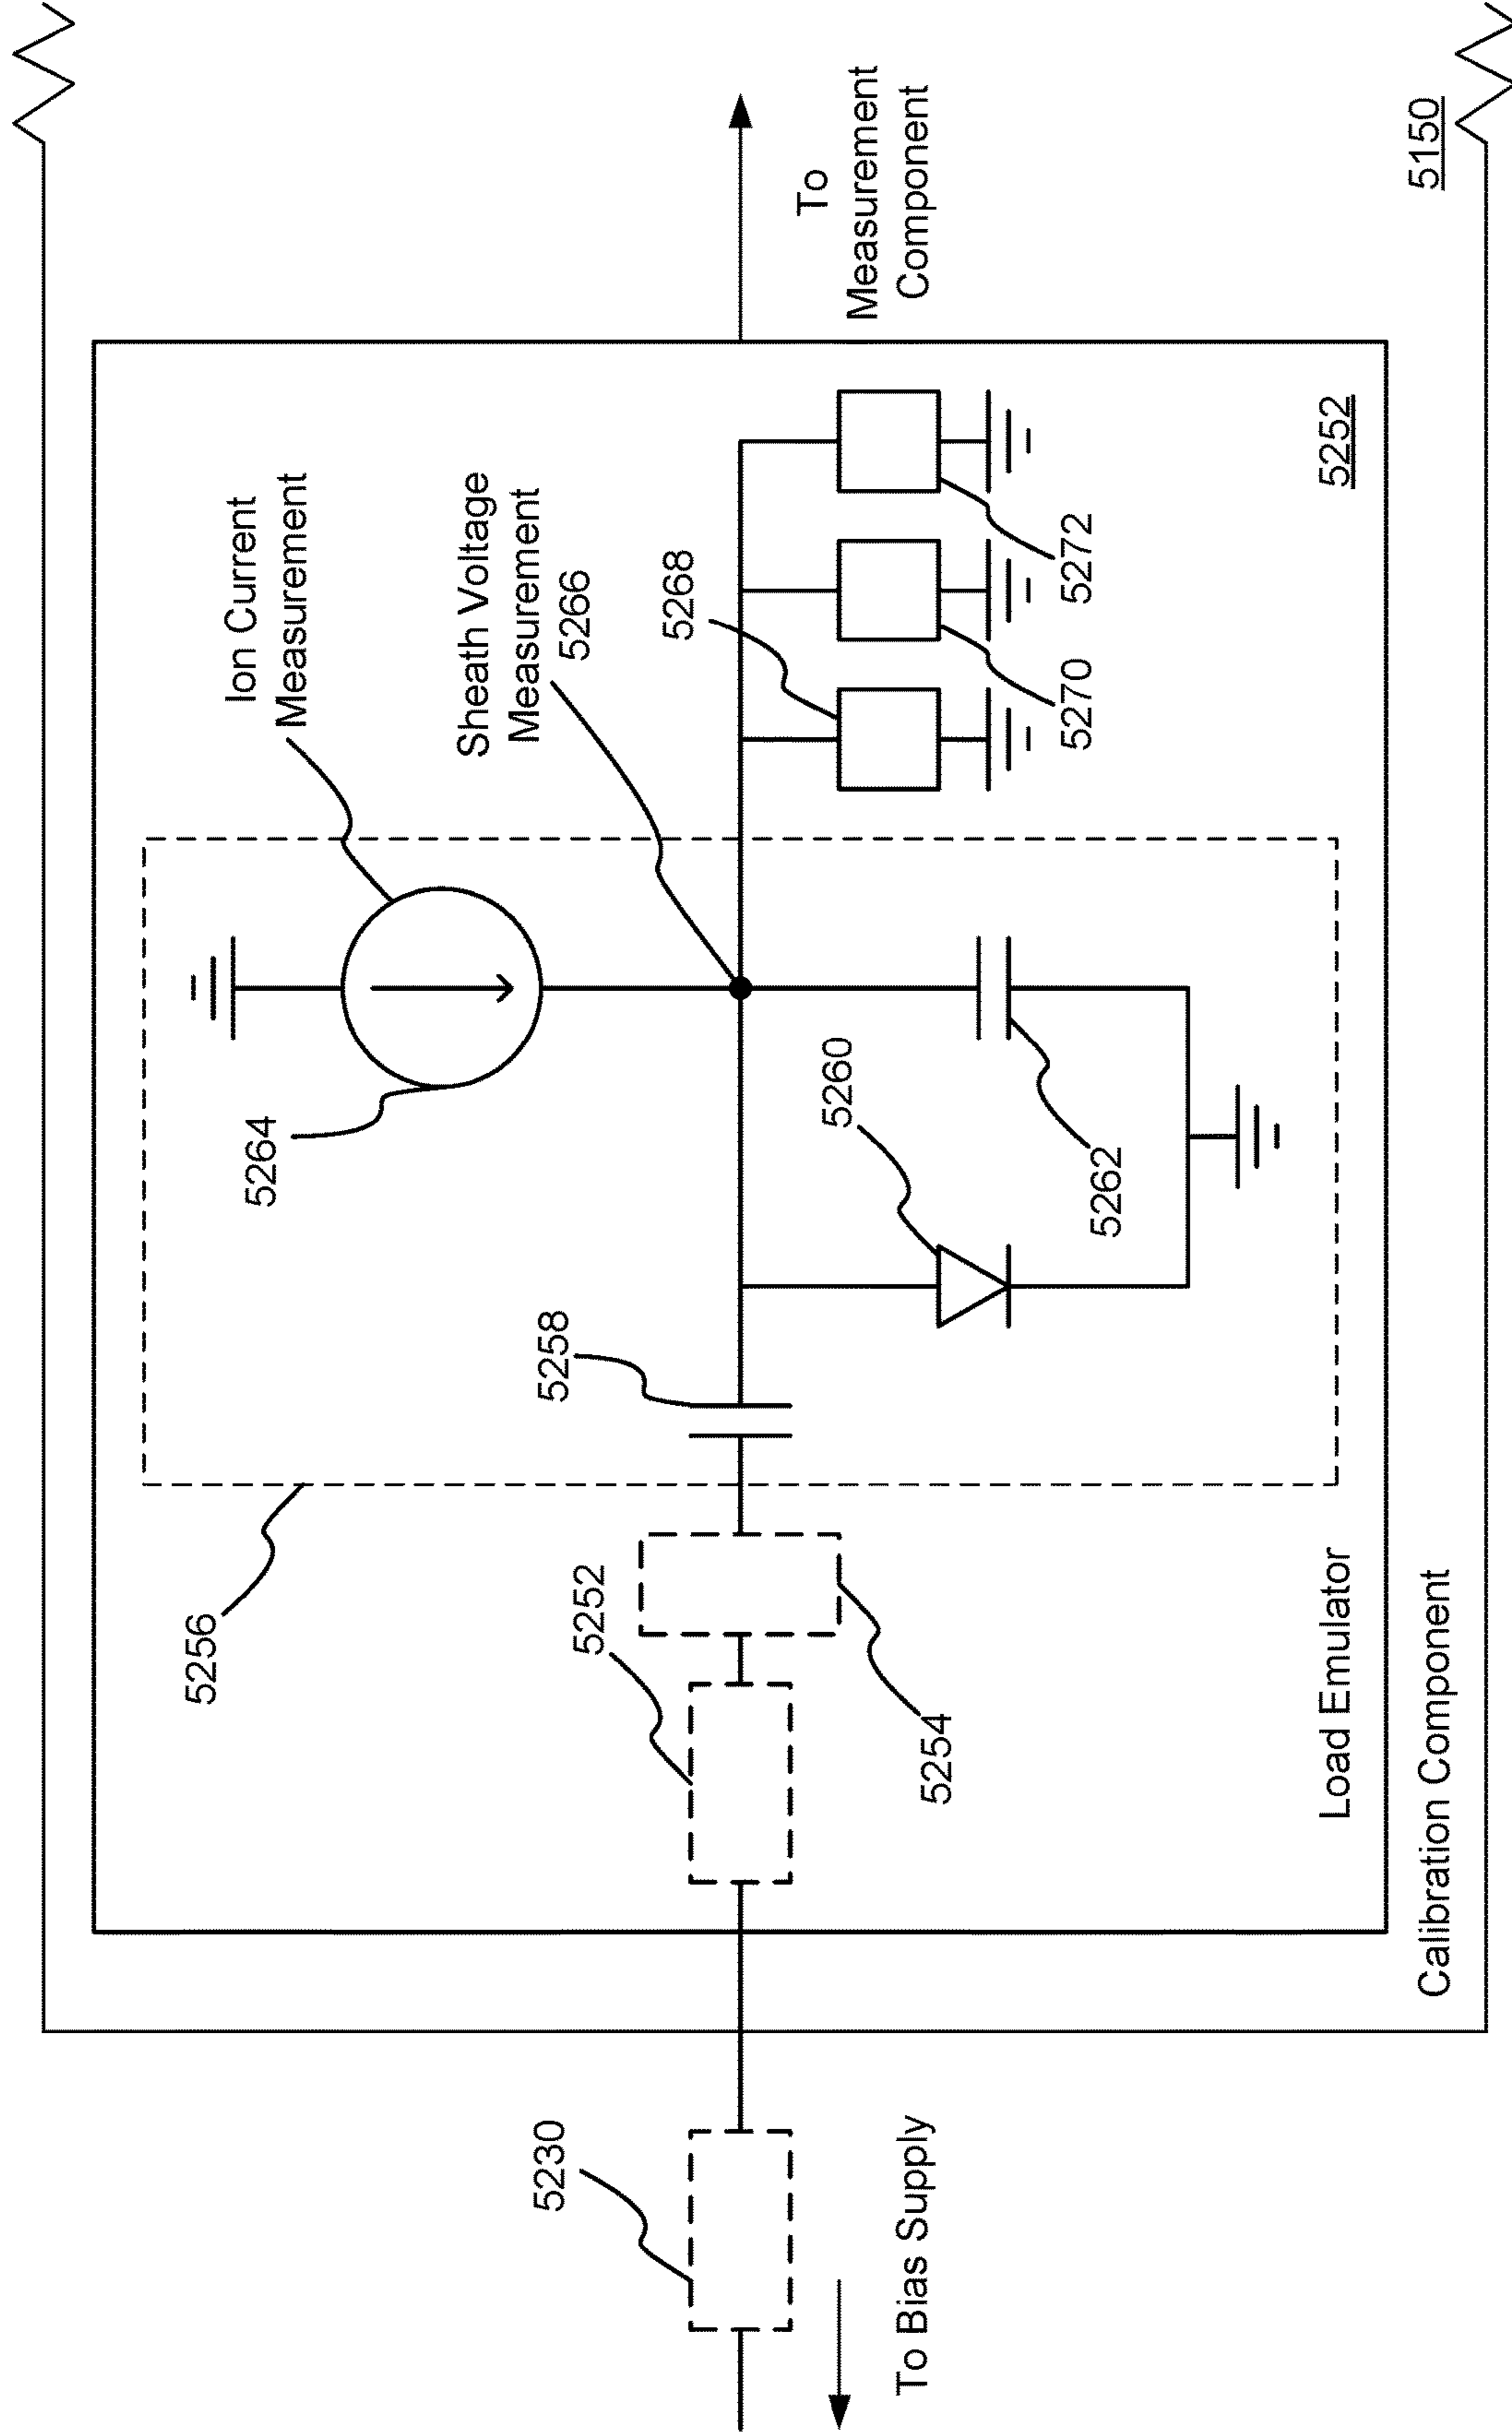 Ion Current
Measurement
5264
5256
Sheath Voltage
Measurement
5266
5258
5268
5252
5230
5260
5254
5262
5270
5272
To
Measurement
Component
To Bias Supply
Load Emulator
5252
Calibration Component
5150